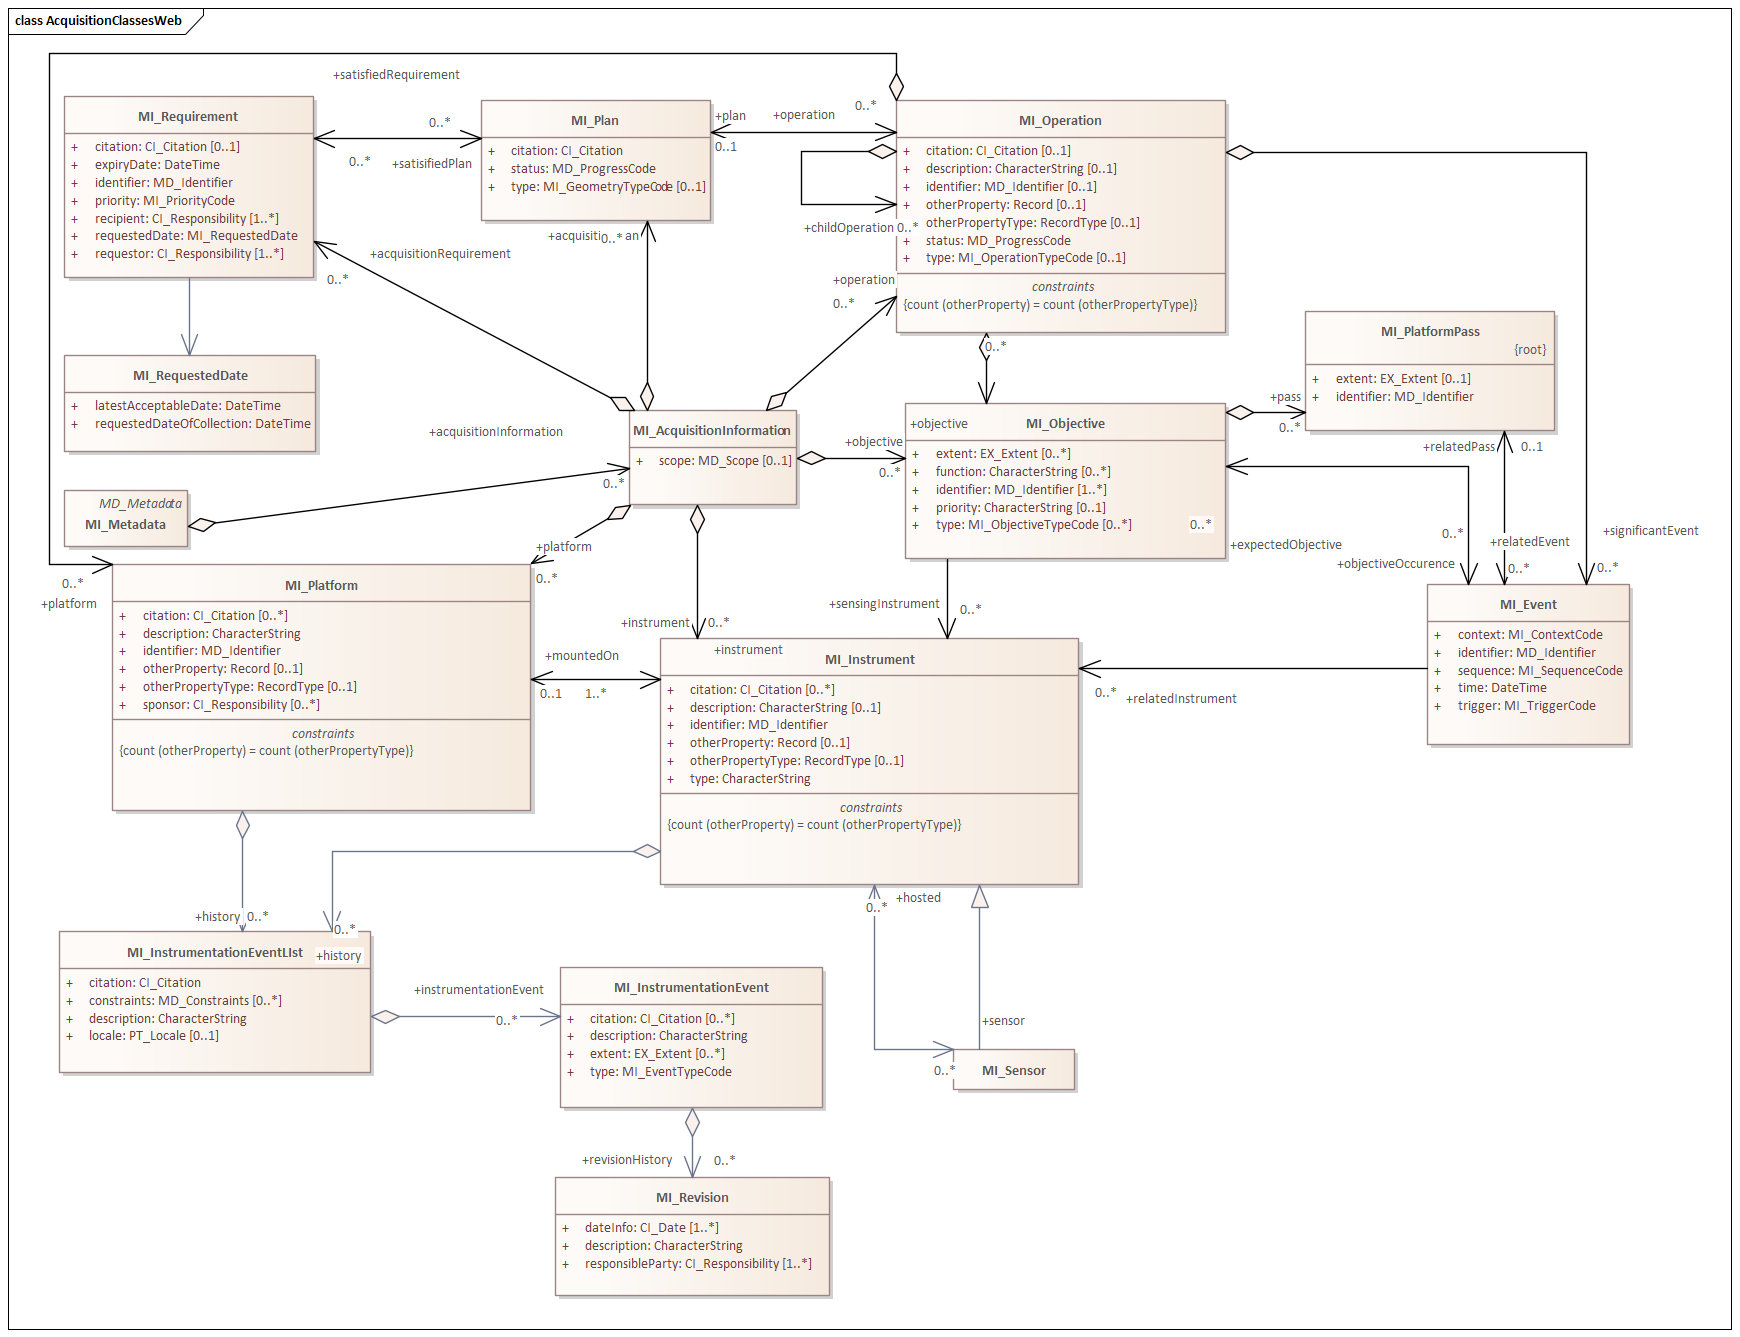 class AcquisitionClassesWeb
+satisfiedRequirement
MI_Requirement
+ citation: CI_Citation [0..1]
+ expiryDate: DateTime
+ identifier: MD_Identifier
+ priority: MI_PriorityCode
+ recipient: CI_Responsibility [1..*]
+ requestedDate: MI_RequestedDate
+ requestor: CI_Responsibility [1..*]
0..*
0..*
+satisifiedPlan
MI_Plan
+ citation: CI_Citation
+ status: MD_ProgressCode
+ type: MI_GeometryTypeCode [0..1]
+plan
0..1
+operation
0..*
MI_Operation
+ citation: CI_Citation [0..1]
+ description: CharacterString [0..1]
+ identifier: MD_Identifier [0..1]
+ otherProperty: Record [0..1]
+ otherPropertyType: RecordType [0..1]
+ status: MD_ProgressCode
+ type: MI_OperationTypeCode [0..1]
constraints
{count (otherProperty) = count (otherPropertyType)}
+childOperation 0..*
0..*
+acquisitionRequirement
0..*
+operation
0..*
MI_PlatformPass
{root}
+ extent: EX_Extent [0..1]
+ identifier: MD_Identifier
MI_RequestedDate
+ latestAcceptableDate: DateTime
+ requestedDateOfCollection: DateTime
0..*
MI_AcquisitionInformation
+ scope: MD_Scope [0..1]
+acquisitionInformation
0..*
+objective
0..*
+objective
MI_Objective
+ extent: EX_Extent [0..*]
+ function: CharacterString [0..*]
+ identifier: MD_Identifier [1..*]
+ priority: CharacterString [0..1]
+ type: MI_ObjectiveTypeCode [0..*]
0..*
+pass
0..*
+relatedPass
0..1
MD_Metadata
MI_Metadata
+expectedObjective
0..*
+objectiveOccurence
+relatedEvent
0..*
+significantEvent
0..*
+platform
0..*
0..*
+platform
MI_Platform
+ citation: CI_Citation [0..*]
+ description: CharacterString
+ identifier: MD_Identifier
+ otherProperty: Record [0..1]
+ otherPropertyType: RecordType [0..1]
+ sponsor: CI_Responsibility [0..*]
constraints
{count (otherProperty) = count (otherPropertyType)}
+instrument
0..*
+sensingInstrument
0..*
+mountedOn
0..1
1..*
+instrument
MI_Instrument
+ citation: CI_Citation [0..*]
+ description: CharacterString [0..1]
+ identifier: MD_Identifier
+ otherProperty: Record [0..1]
+ otherPropertyType: RecordType [0..1]
+ type: CharacterString
constraints
{count (otherProperty) = count (otherPropertyType)}
MI_Event
+ context: MI_ContextCode
+ identifier: MD_Identifier
+ sequence: MI_SequenceCode
+ time: DateTime
+ trigger: MI_TriggerCode
0..*
+relatedInstrument
+history
0..*
0..*
+history
MI_InstrumentationEventLIst
+ citation: CI_Citation
+ constraints: MD_Constraints [0..*]
+ description: CharacterString
+ locale: PT_Locale [0..1]
+instrumentationEvent
0..*
MI_InstrumentationEvent
+ citation: CI_Citation [0..*]
+ description: CharacterString
+ extent: EX_Extent [0..*]
+ type: MI_EventTypeCode
0..*
+hosted
+sensor
0..*
MI_Sensor
+revisionHistory
0..*
MI_Revision
+ dateInfo: CI_Date [1..*]
+ description: CharacterString
+ responsibleParty: CI_Responsibility [1..*]